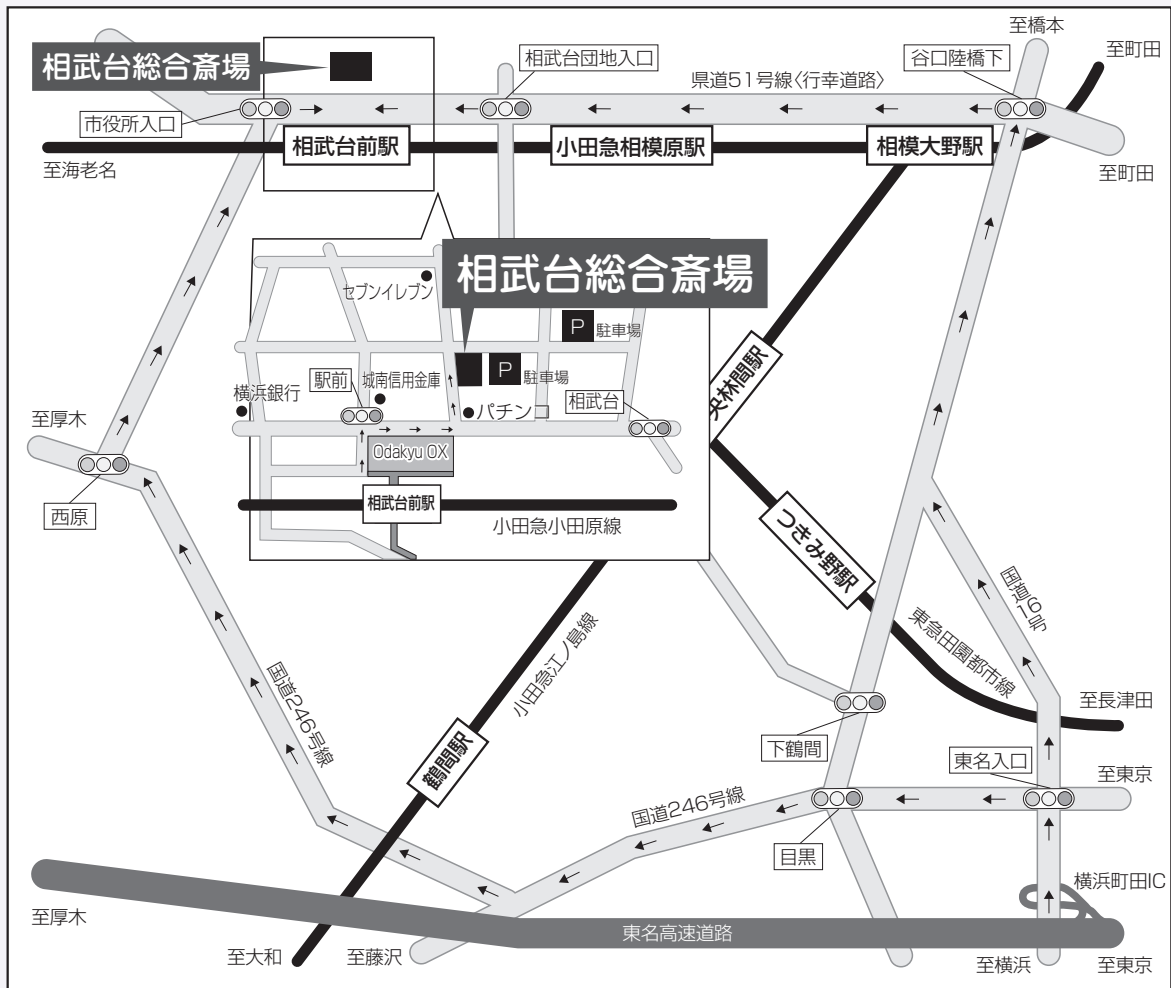 至橋本
至町田
相武台総合斎場
相武台団地入口
谷口陸橋下
県道51号線〈行幸道路〉
市役所入口
相武台前駅
小田急相模原駅
相模大野駅
至海老名
至町田
相武台総合斎場
セブンイレブン
P 駐車場
P 駐車場
駅前
城南信用金庫
横浜銀行
相武台
パチンコ
Odakyu OX
相武台前駅
小田急小田原線
至厚木
西原
央林間駅
つきみ野駅
国道16号
東急田園都市線
小田急江ノ島線
国道246号線
鶴間駅
至長津田
下鶴間
東名入口
至東京
国道246号線
目黒
横浜町田IC
至厚木
東名高速道路
至大和
至藤沢
至横浜
至東京